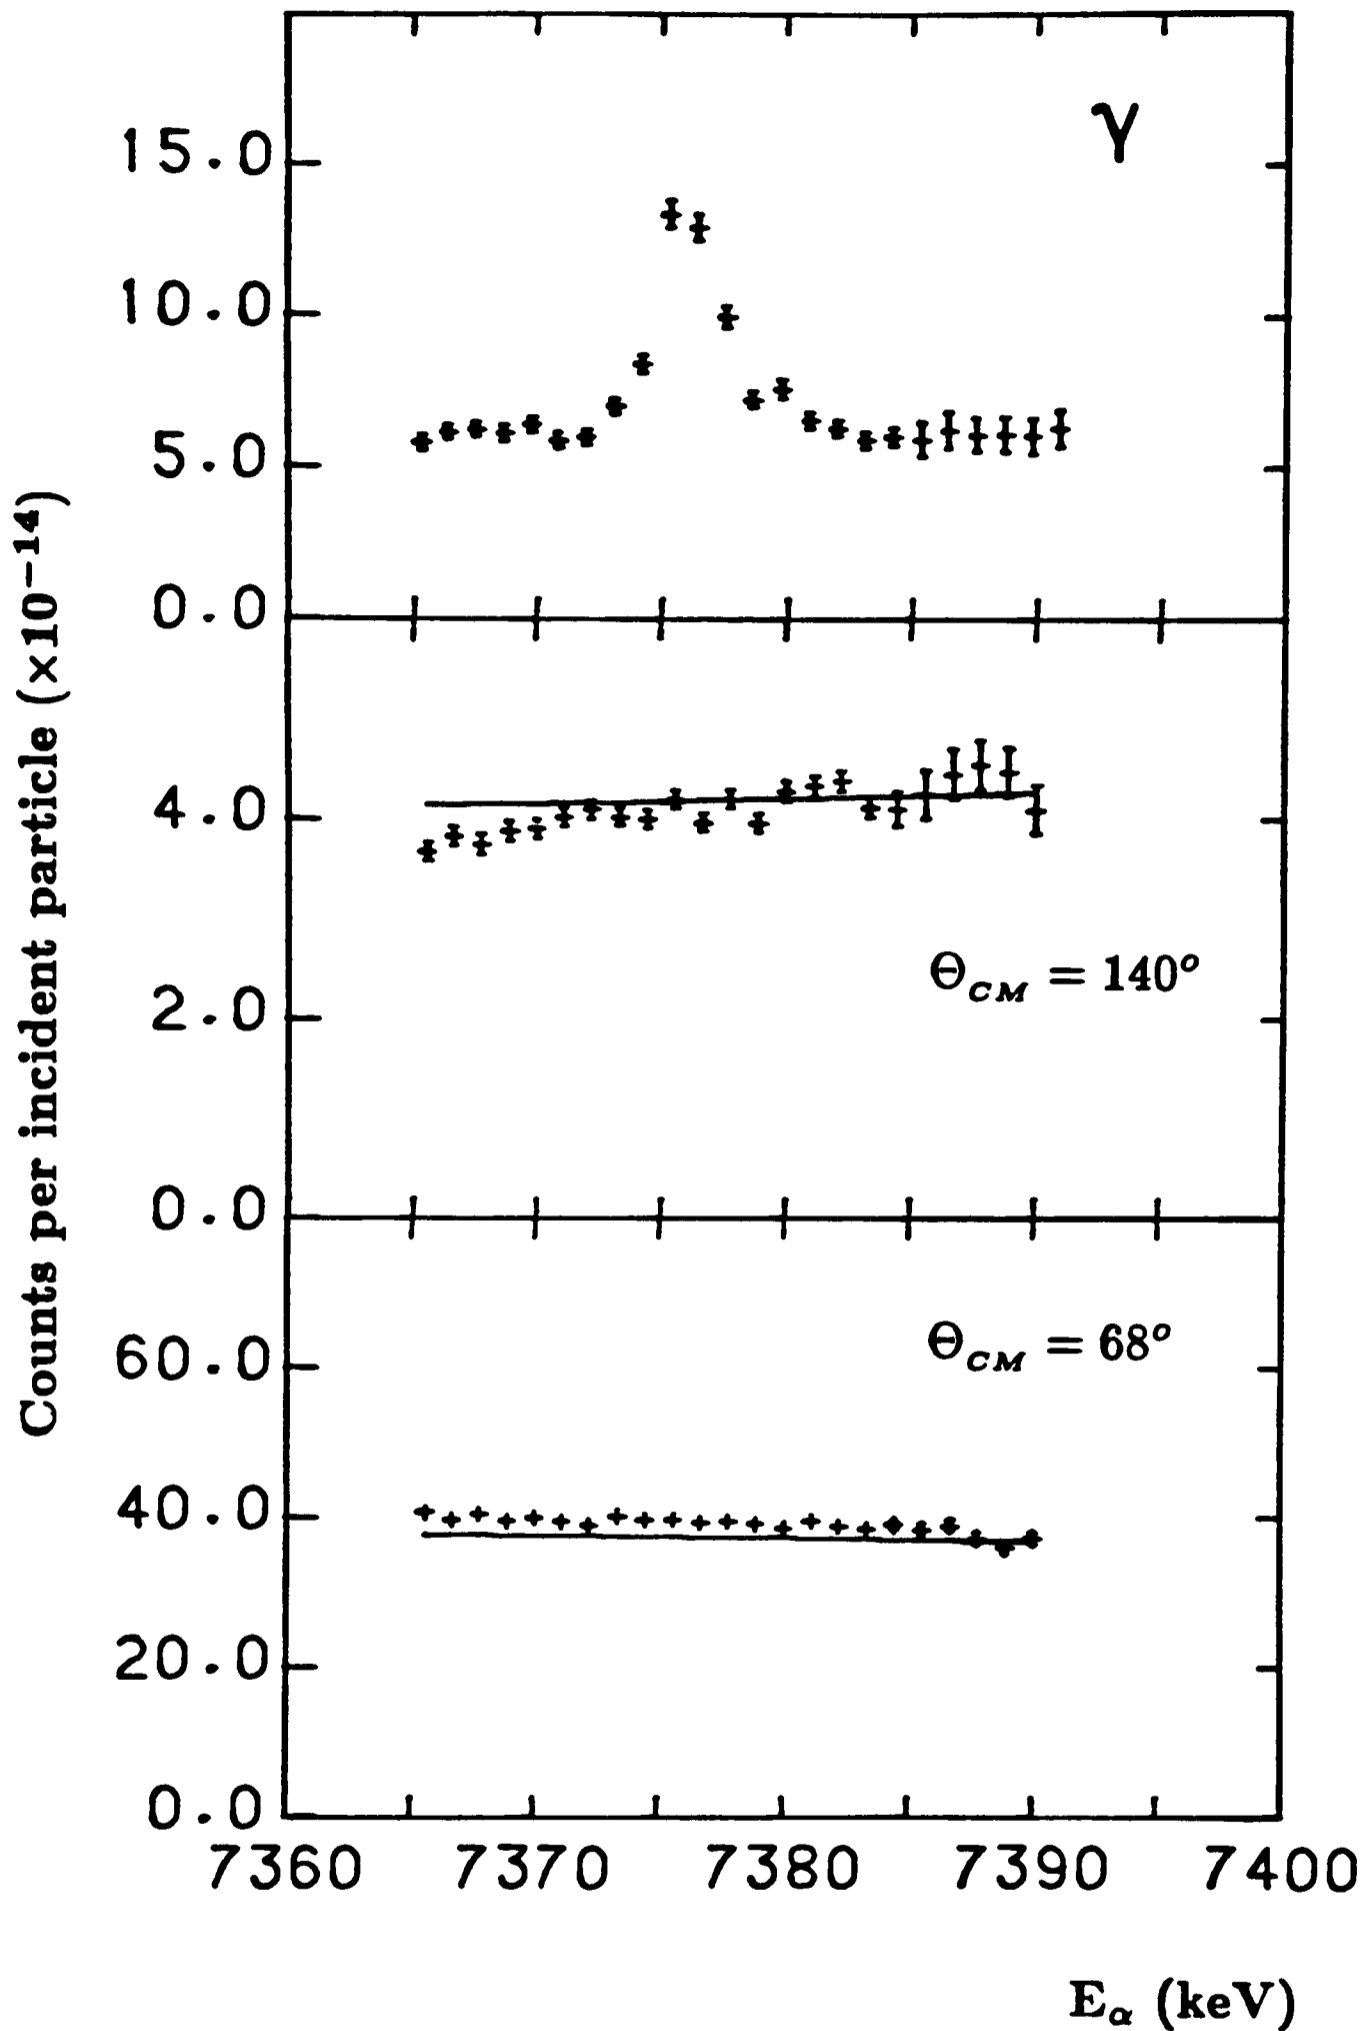 γ
15.0
10.0
5.0
0.0
4.0
Θ_CM = 140°
2.0
0.0
Θ_CM = 68°
60.0
40.0
20.0
0.0
7360 7370 7380 7390 7400
E_α (keV)
Counts per incident particle (×10⁻¹⁴)